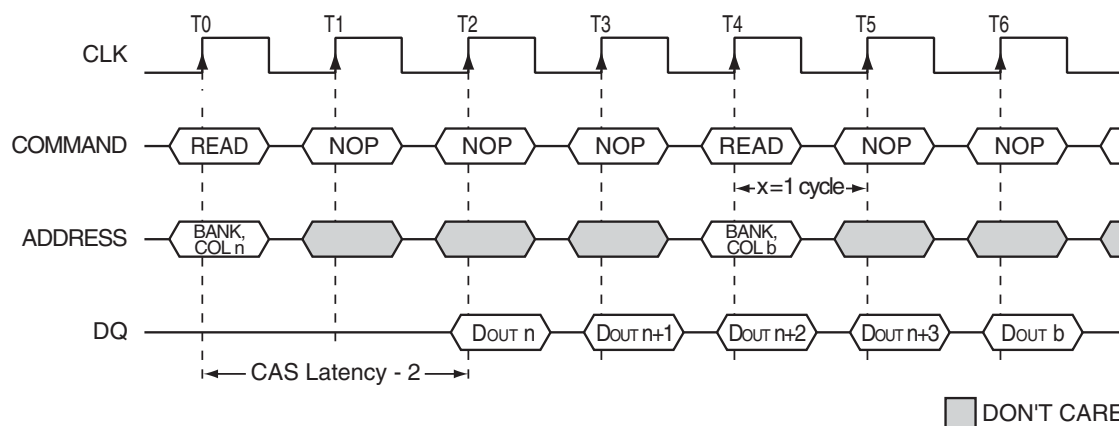 T0 T1 T2 T3 T4 T5 T6
CLK
COMMAND READ NOP NOP NOP READ NOP NOP
x=1 cycle
ADDRESS BANK, COL n BANK, COL b
DQ DOUT n DOUT n+1 DOUT n+2 DOUT n+3 DOUT b
CAS Latency - 2
DON'T CARE